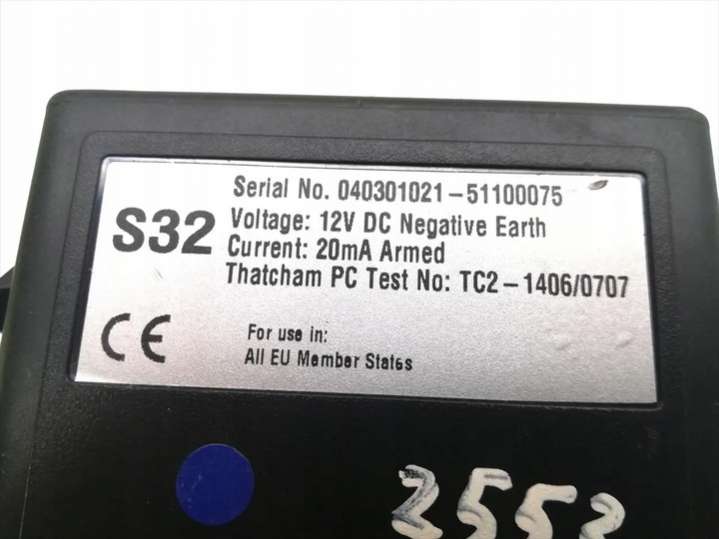 S32
Serial No. 040301021-51100075
Voltage: 12V DC Negative Earth
Current: 20mA Armed
Thatcham PC Test No: TC2-1406/0707
CE
For use in:
All EU Member States
2553